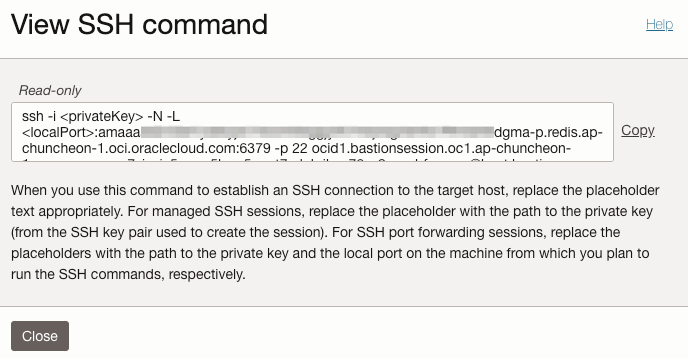 View SSH command
Help
Read-only
ssh -i <privateKey> -N -L
<localPort>:amaaa dgma-p.redis.ap-
chuncheon-1.oci.oraclecloud.com:6379 -p 22 ocid1.bastionsession.oc1.ap-chuncheon-
Copy
When you use this command to establish an SSH connection to the target host, replace the placeholder
text appropriately. For managed SSH sessions, replace the placeholder with the path to the private key
(from the SSH key pair used to create the session). For SSH port forwarding sessions, replace the
placeholders with the path to the private key and the local port on the machine from which you plan to
run the SSH commands, respectively.
Close